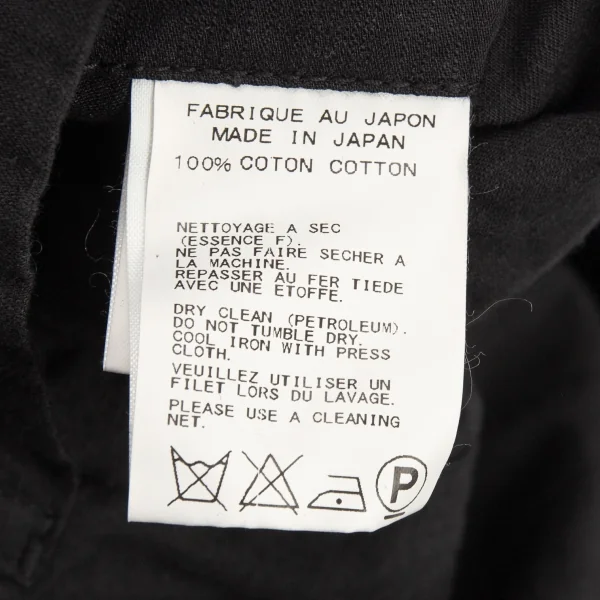 FABRIQUE AU JAPON
MADE IN JAPAN
100% COTON COTTON
NETTOYAGE A SEC
(ESSENCE F).
NE PAS FAIRE SECHER A
LA MACHINE.
REPASSER AU FER TIEDE
AVEC UNE ETOFFE.
DRY CLEAN (PETROLEUM).
DO NOT TUMBLE DRY.
COOL IRON WITH PRESS
CLOTH.
VEUILLEZ UTILISER UN
FILET LORS DU LAVAGE.
PLEASE USE A CLEANING
NET.
P